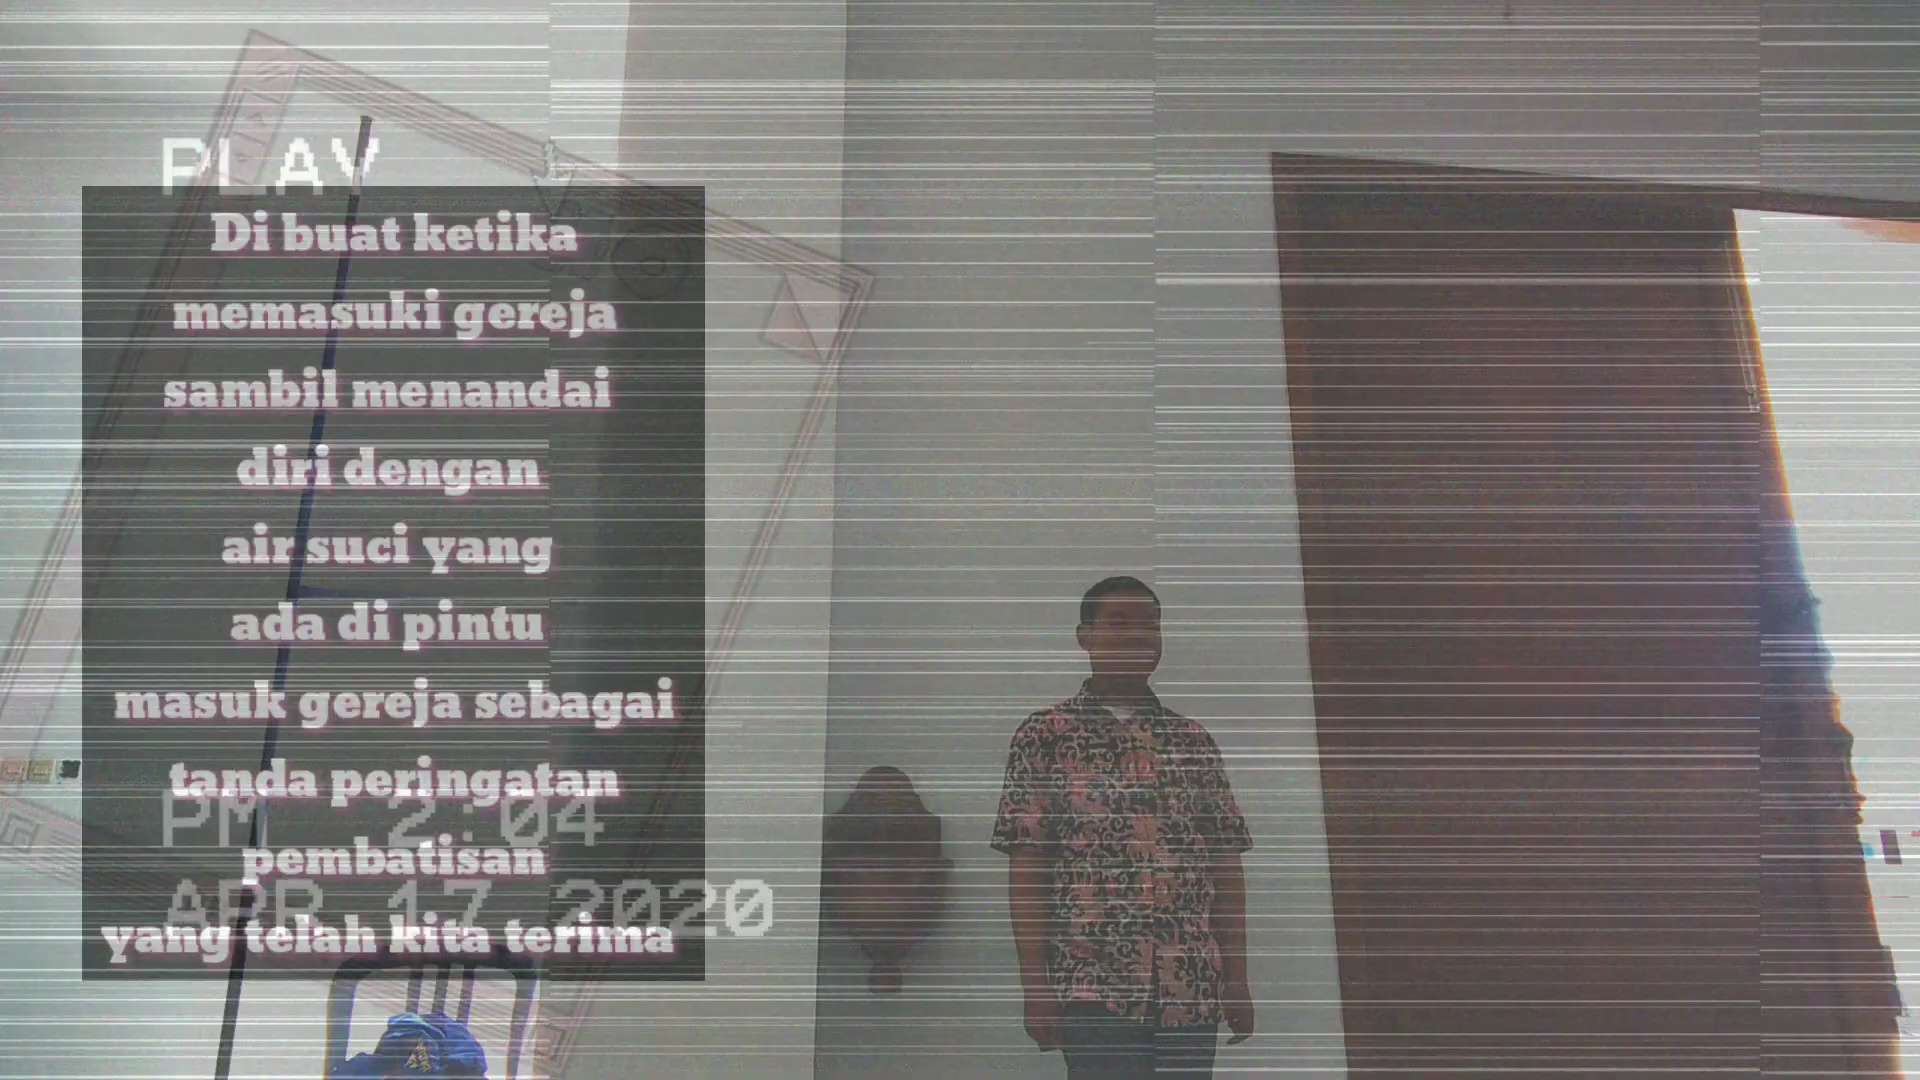 PLAY
Di buat ketika
memasuki gereja
sambil menandai
diri dengan
air suci yang
ada di pintu
masuk gereja sebagai
tanda peringatan
PM 2:04
pembatisan
APR 17 2020
yang telah kita terima